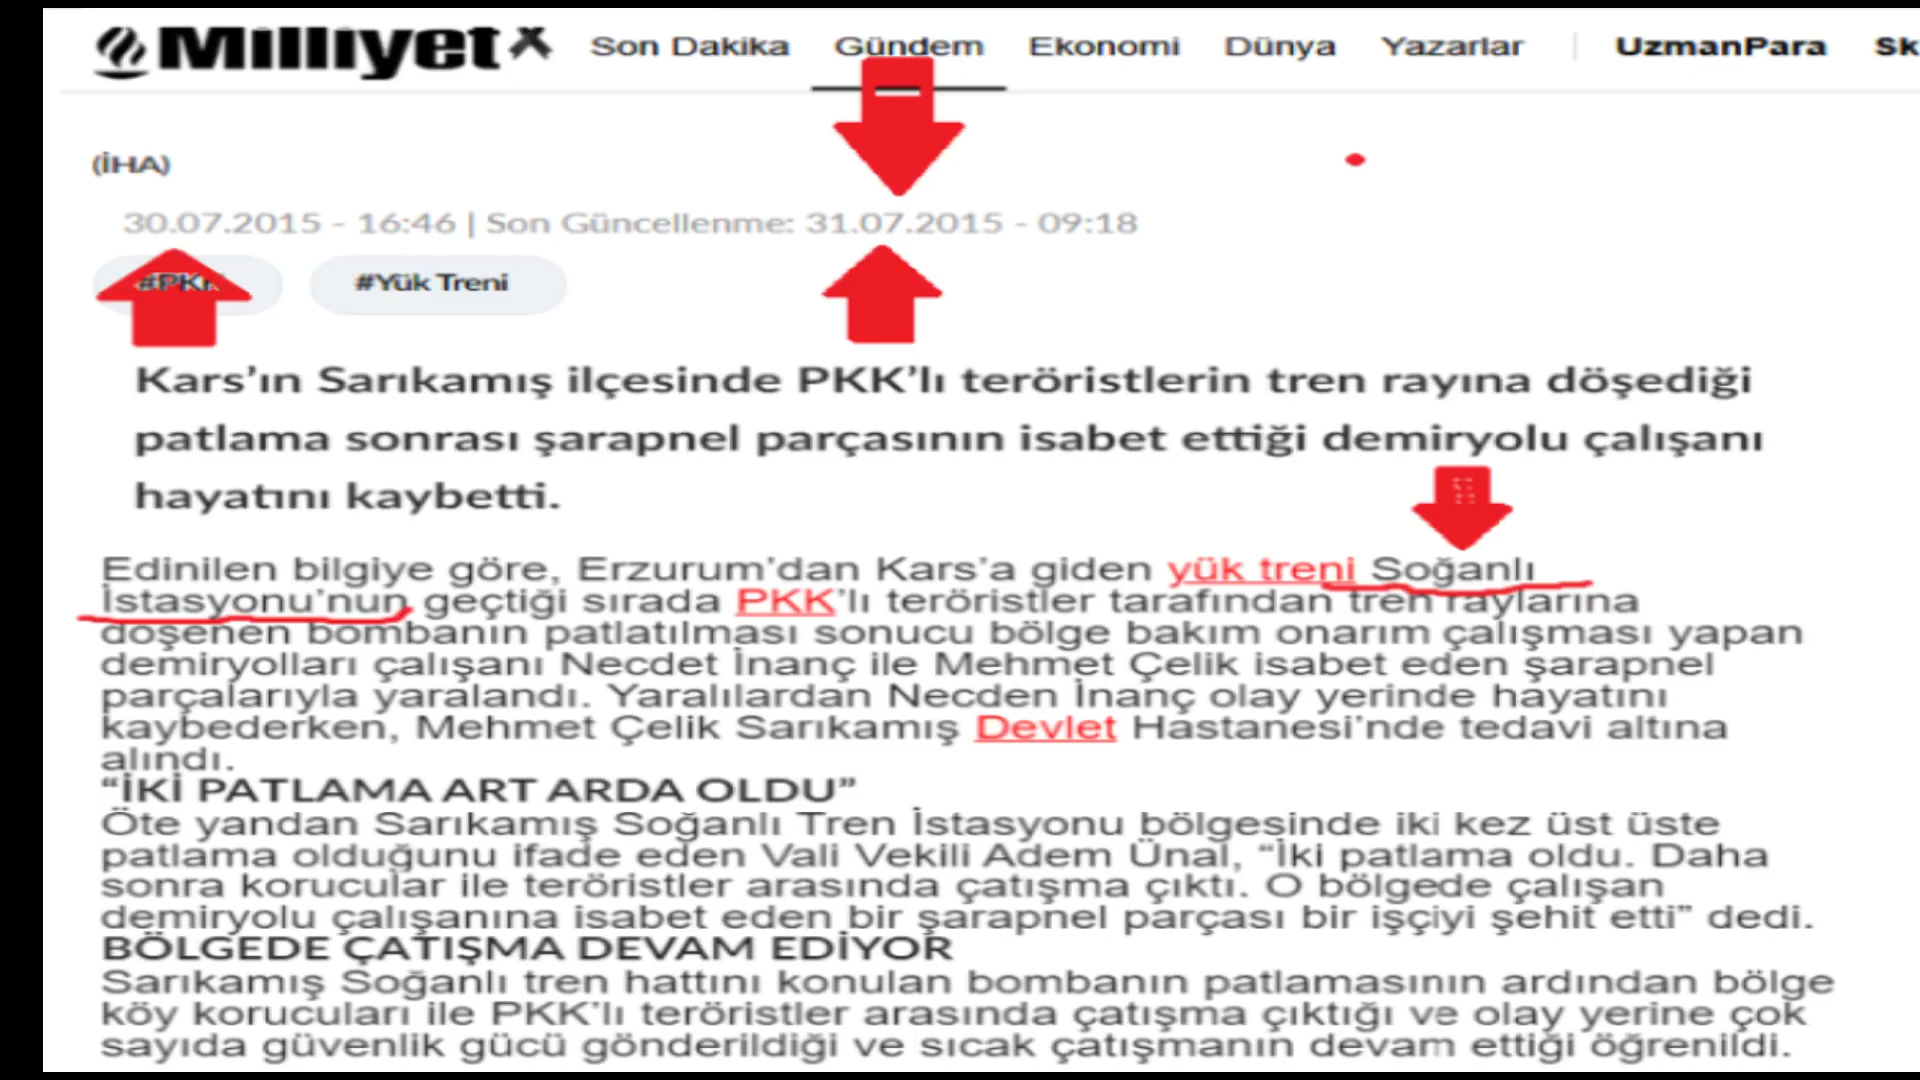 Milliyet Son Dakika Gündem Ekonomi Dünya Yazarlar | UzmanPara Sk
(İHA)
30.07.2015 - 16:46 | Son Güncellenme: 31.07.2015 - 09:18
#Yük Treni
Kars’ın Sarıkamış ilçesinde PKK’lı teröristlerin tren rayına döşediği
patlama sonrası şarapnel parçasının isabet ettiği demiryolu çalışanı
hayatını kaybetti.
Edinilen bilgiye göre, Erzurum’dan Kars’a giden yük treni Soğanlı
İstasyonu’nun geçtiği sırada PKK’lı teröristler tarafından tren raylarına
döşenen bombanın patlatılması sonucu bölge bakım onarım çalışması yapan
demiryolları çalışanı Necdet İnanç ile Mehmet Çelik isabet eden şarapnel
parçalarıyla yaralandı. Yaralılardan Necden İnanç olay yerinde hayatını
kaybederken, Mehmet Çelik Sarıkamış Devlet Hastanesi’nde tedavi altına
alındı.
“İKİ PATLAMA ART ARDA OLDU”
Öte yandan Sarıkamış Soğanlı Tren İstasyonu bölgesinde iki kez üst üste
patlama olduğunu ifade eden Vali Vekili Adem Ünal, “İki patlama oldu. Daha
sonra korucular ile teröristler arasında çatışma çıktı. O bölgede çalışan
demiryolu çalışanına isabet eden bir şarapnel parçası bir işçiyi şehit etti” dedi.
BÖLGEDE ÇATIŞMA DEVAM EDİYOR
Sarıkamış Soğanlı tren hattını konulan bombanın patlamasının ardından bölge
köy korucuları ile PKK’lı teröristler arasında çatışma çıktığı ve olay yerine çok
sayıda güvenlik gücü gönderildiği ve sıcak çatışmanın devam ettiği öğrenildi.